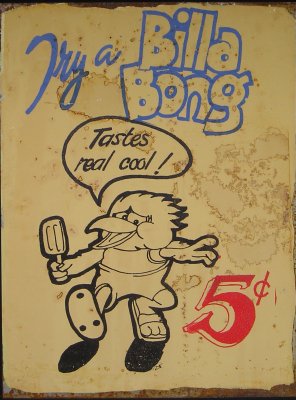 Try a Billa
Bong
Tastes
real cool!
5¢